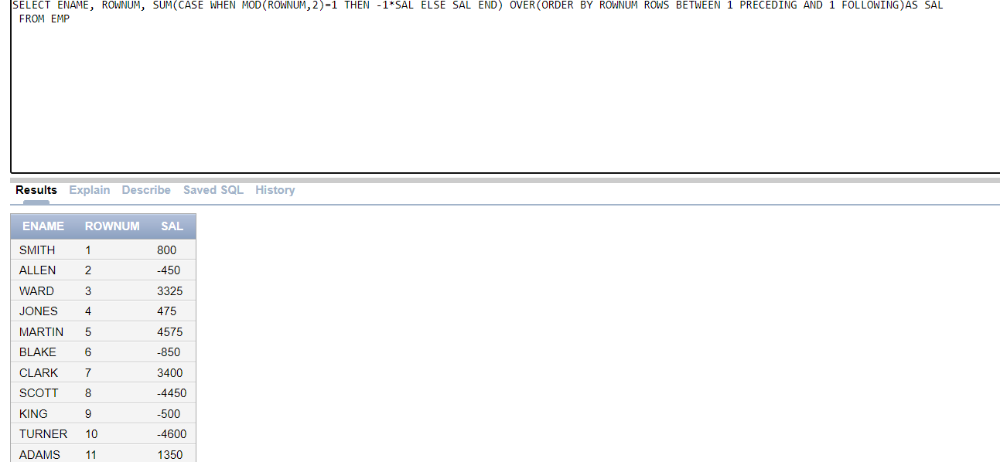 SELECT ENAME, ROWNUM, SUM(CASE WHEN MOD(ROWNUM,2)=1 THEN -1*SAL ELSE SAL END) OVER(ORDER BY ROWNUM ROWS BETWEEN 1 PRECEDING AND 1 FOLLOWING)AS SAL
FROM EMP
Results Explain Describe Saved SQL History
ENAME ROWNUM SAL
SMITH 1 800
ALLEN 2 -450
WARD 3 3325
JONES 4 475
MARTIN 5 4575
BLAKE 6 -850
CLARK 7 3400
SCOTT 8 -4450
KING 9 -500
TURNER 10 -4600
ADAMS 11 1350